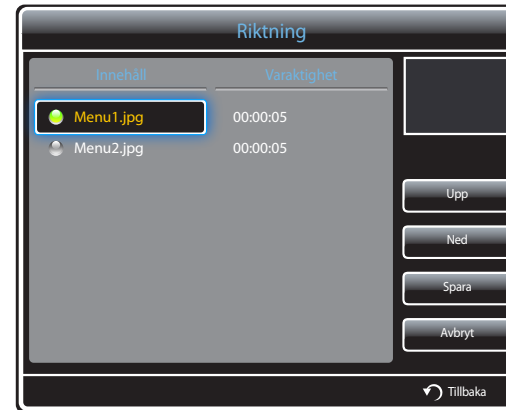 Riktning
Innehåll Varaktighet
Menu1.jpg 00:00:05
Menu2.jpg 00:00:05
Upp
Ned
Spara
Avbryt
Tillbaka